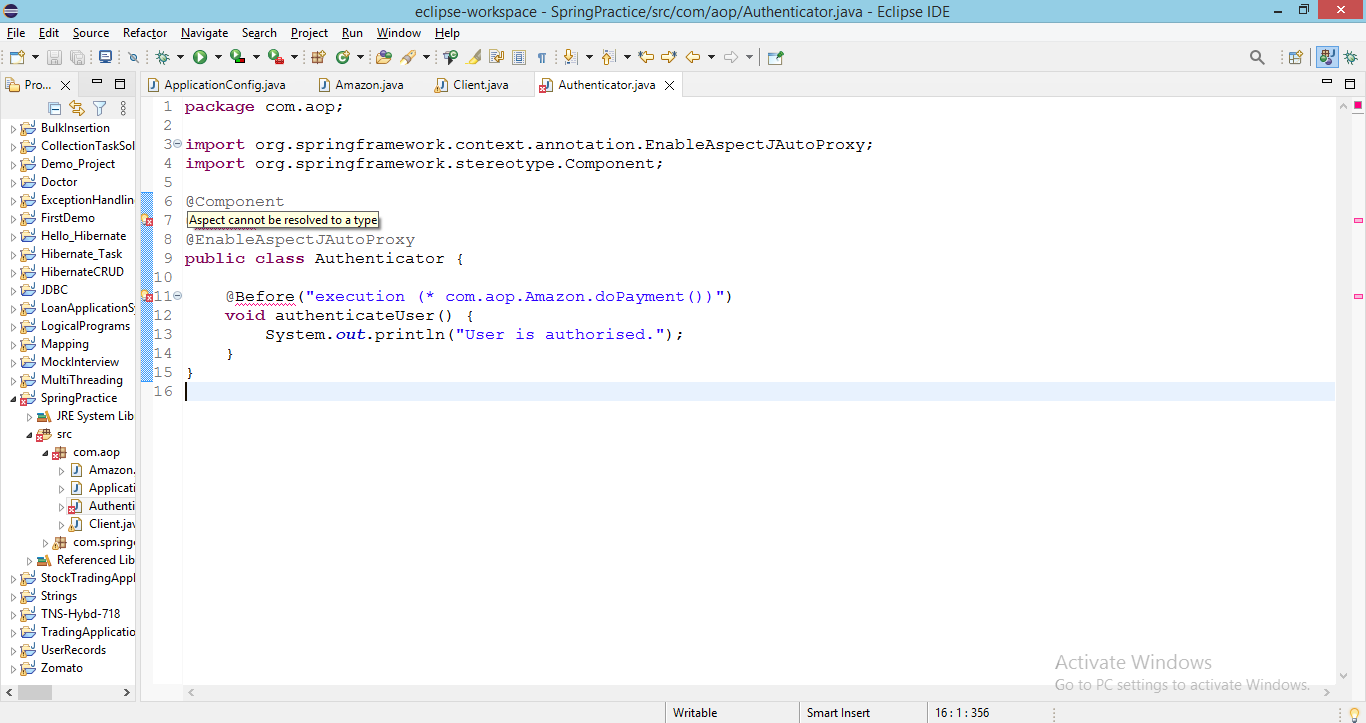 eclipse-workspace - SpringPractice/src/com/aop/Authenticator.java - Eclipse IDE
File Edit Source Refactor Navigate Search Project Run Window Help
Pro...
ApplicationConfig.java Amazon.java Client.java Authenticator.java
BulkInsertion
CollectionTaskSol
Demo_Project
Doctor
ExceptionHandlin
FirstDemo
Hello_Hibernate
Hibernate_Task
HibernateCRUD
JDBC
LoanApplicationS
LogicalPrograms
Mapping
MockInterview
MultiThreading
SpringPractice
JRE System Lib
src
com.aop
Amazon.
Applicati
Authenti
Client.jav
com.spring
Referenced Lib
StockTradingAppl
Strings
TNS-Hybd-718
TradingApplicatio
UserRecords
Zomato
1 package com.aop;
2
3 import org.springframework.context.annotation.EnableAspectJAutoProxy;
4 import org.springframework.stereotype.Component;
5
6 @Component
7 Aspect cannot be resolved to a type
8 @EnableAspectJAutoProxy
9 public class Authenticator {
10
11 @Before("execution (* com.aop.Amazon.doPayment())")
12 void authenticateUser() {
13 System.out.println("User is authorised.");
14 }
15 }
16
Activate Windows
Go to PC settings to activate Windows.
Writable Smart Insert 16 : 1 : 356